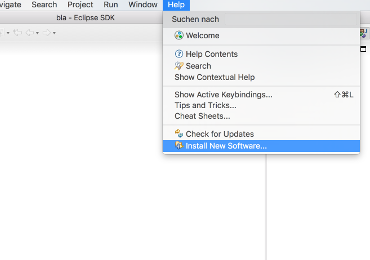 vigate Search Project Run Window Help
bla - Eclipse SDK
Suchen nach
Welcome
Help Contents
Search
Show Contextual Help
Show Active Keybindings... ⇧⌘L
Tips and Tricks...
Cheat Sheets...
Check for Updates
Install New Software...